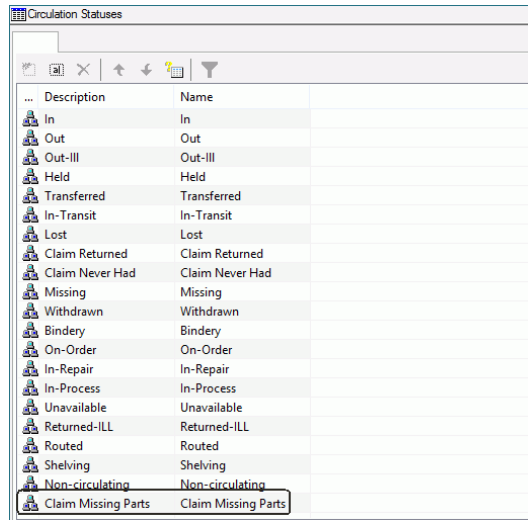 Circulation Statuses
... Description Name
In In
Out Out
Out-III Out-III
Held Held
Transferred Transferred
In-Transit In-Transit
Lost Lost
Claim Returned Claim Returned
Claim Never Had Claim Never Had
Missing Missing
Withdrawn Withdrawn
Bindery Bindery
On-Order On-Order
In-Repair In-Repair
In-Process In-Process
Unavailable Unavailable
Returned-ILL Returned-ILL
Routed Routed
Shelving Shelving
Non-circulating Non-circulating
Claim Missing Parts Claim Missing Parts